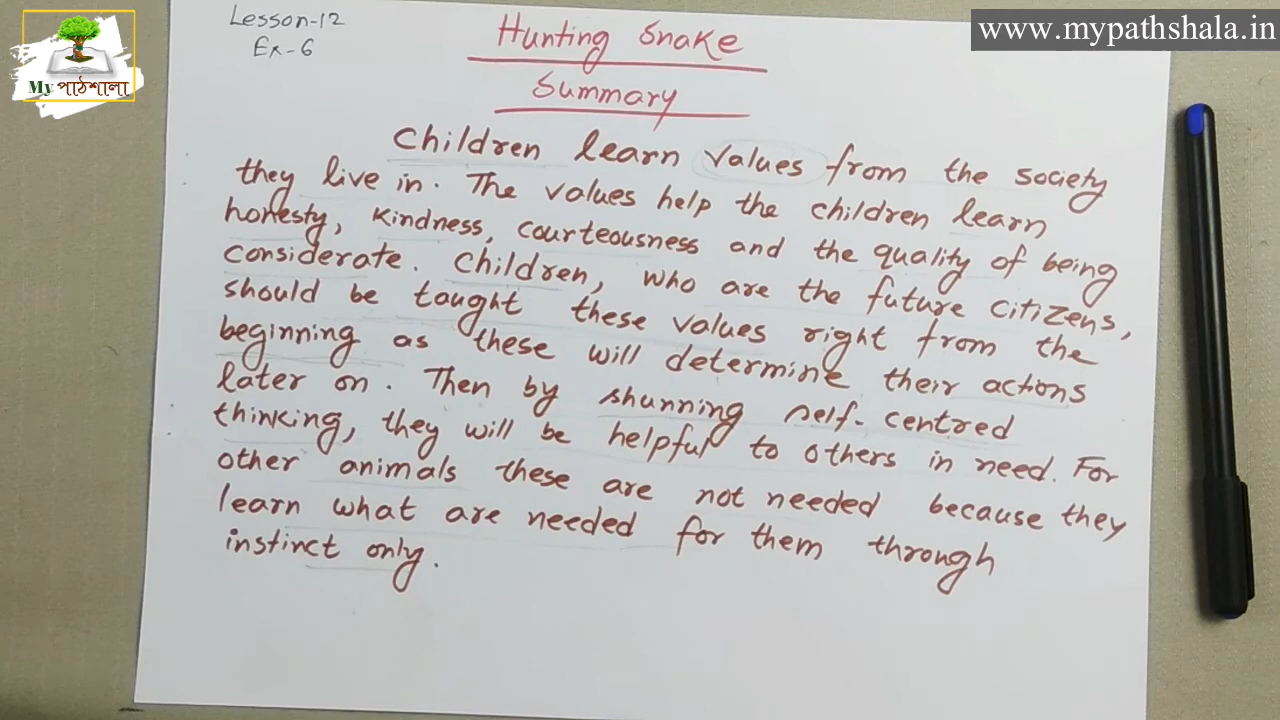 Lesson-12
Ex-6
My পাঠশালা
www.mypathshala.in
Hunting Snake
Summary
Children learn values from the society
they live in. The values help the children learn
honesty, kindness, courteousness and the quality of being
considerate. Children, who are the future citizens,
should be taught these values right from the
beginning as these will determine their actions
later on. Then by shunning self-centred
thinking, they will be helpful to others in need. For
other animals these are not needed because they
learn what are needed for them through
instinct only.